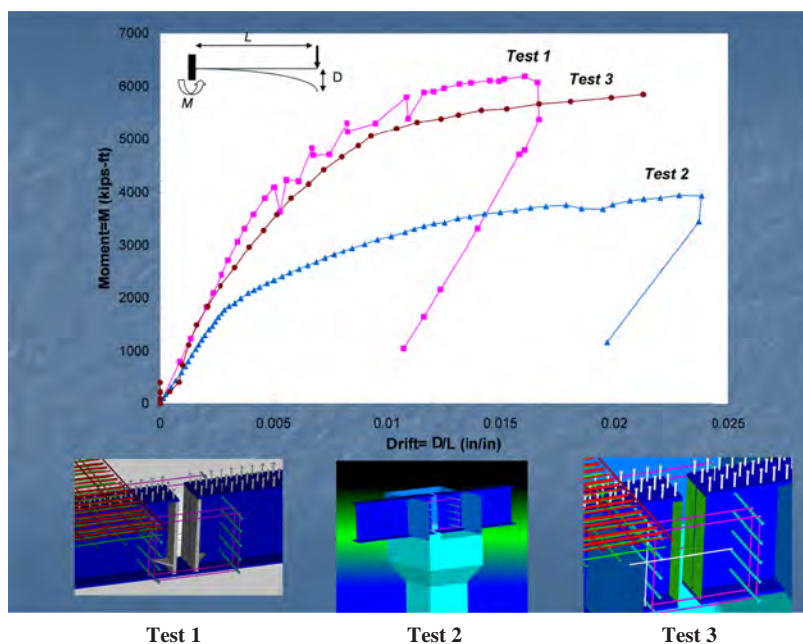 7000
6000
5000
4000
3000
2000
1000
0
Moment=M (kips-ft)
L
D
M
Test 1
Test 3
Test 2
0
0.005
0.01
0.015
0.02
0.025
Drift= D/L (in/in)
Test 1
Test 2
Test 3